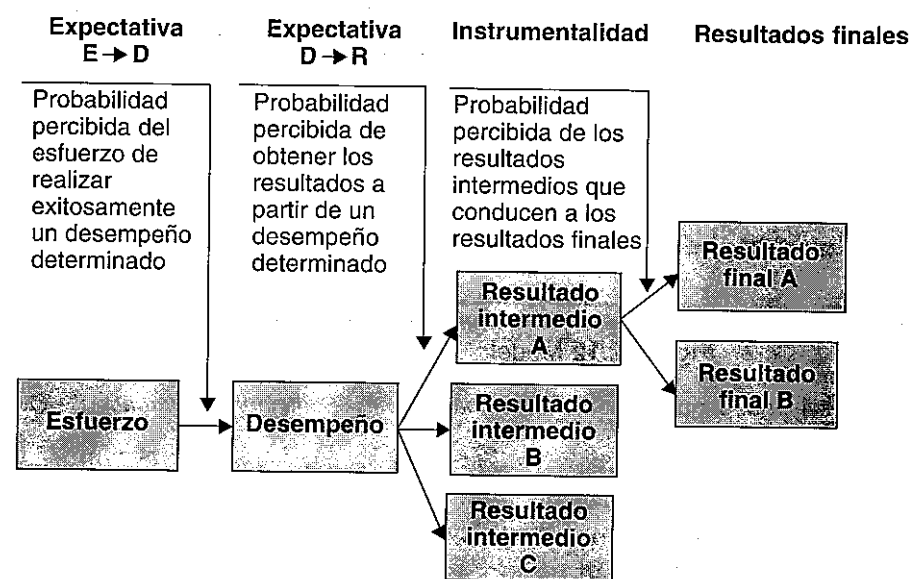 Expectativa
E → D
Expectativa
D → R
Instrumentalidad
Resultados finales
Probabilidad
percibida del
esfuerzo de
realizar
exitosamente
un desempeño
determinado
Probabilidad
percibida de
obtener los
resultados a
partir de un
desempeño
determinado
Probabilidad
percibida de los
resultados
intermedios que
conducen a los
resultados finales
Esfuerzo
Desempeño
Resultado
intermedio
A
Resultado
intermedio
B
Resultado
intermedio
C
Resultado
final A
Resultado
final B